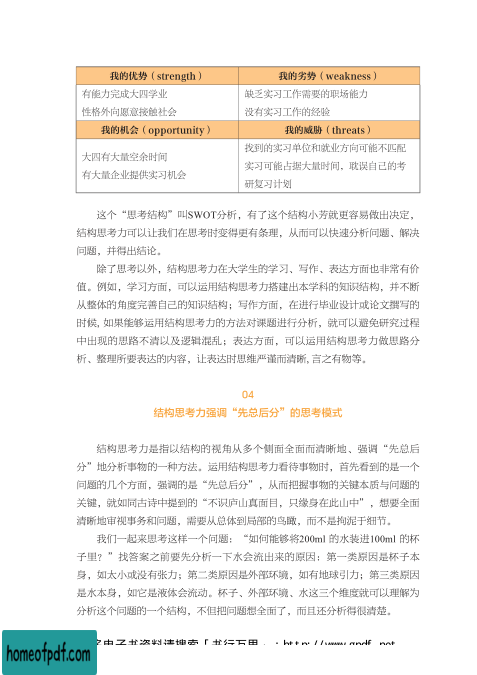 我的优势（strength） 我的劣势（weakness）
有能力完成大四学业 缺乏实习工作需要的职场能力
性格外向愿意接触社会 没有实习工作的经验
我的机会（opportunity） 我的威胁（threats）
大四有大量空余时间
有大量企业提供实习机会
找到的实习单位和就业方向可能不匹配
实习可能占据大量时间，耽误自己的考
研复习计划
这个“思考结构”叫SWOT分析，有了这个结构小芳就更容易做出决定，
结构思考力可以让我们在思考时变得更有条理，从而可以快速分析问题、解决
问题，并得出结论。
除了思考以外，结构思考力在大学生的学习、写作、表达方面也非常有价
值。例如，学习方面，可以运用结构思考力搭建出本学科的知识结构，并不断
从整体的角度完善自己的知识结构；写作方面，在进行毕业设计或论文撰写的
时候，如果能够运用结构思考力的方法对课题进行分析，就可以避免研究过程
中出现的思路不清以及逻辑混乱；表达方面，可以运用结构思考力做思路分
析、整理所要表达的内容，让表达时思维严谨而清晰，言之有物等。
04
结构思考力强调“先总后分”的思考模式
结构思考力是指以结构的视角从多个侧面全面而清晰地、强调“先总后
分”地分析事物的一种方法。运用结构思考力看待事物时，首先看到的是一个
问题的几个方面，强调的是“先总后分”，从而把握事物的关键本质与问题的
关键，就如同古诗中提到的“不识庐山真面目，只缘身在此山中”，想要全面
清晰地审视事务和问题，需要从总体到局部的鸟瞰，而不是拘泥于细节。
我们一起来思考这样一个问题：“如何能够将200ml 的水装进100ml 的杯
子里？”找答案之前要先分析一下水会流出来的原因：第一类原因是杯子本
身，如太小或没有张力；第二类原因是外部环境，如有地球引力；第三类原因
是水本身，如它是液体会流动。杯子、外部环境、水这三个维度就可以理解为
分析这个问题的一个结构，不但把问题想全面了，而且还分析得很清楚。
homeofpdf.com